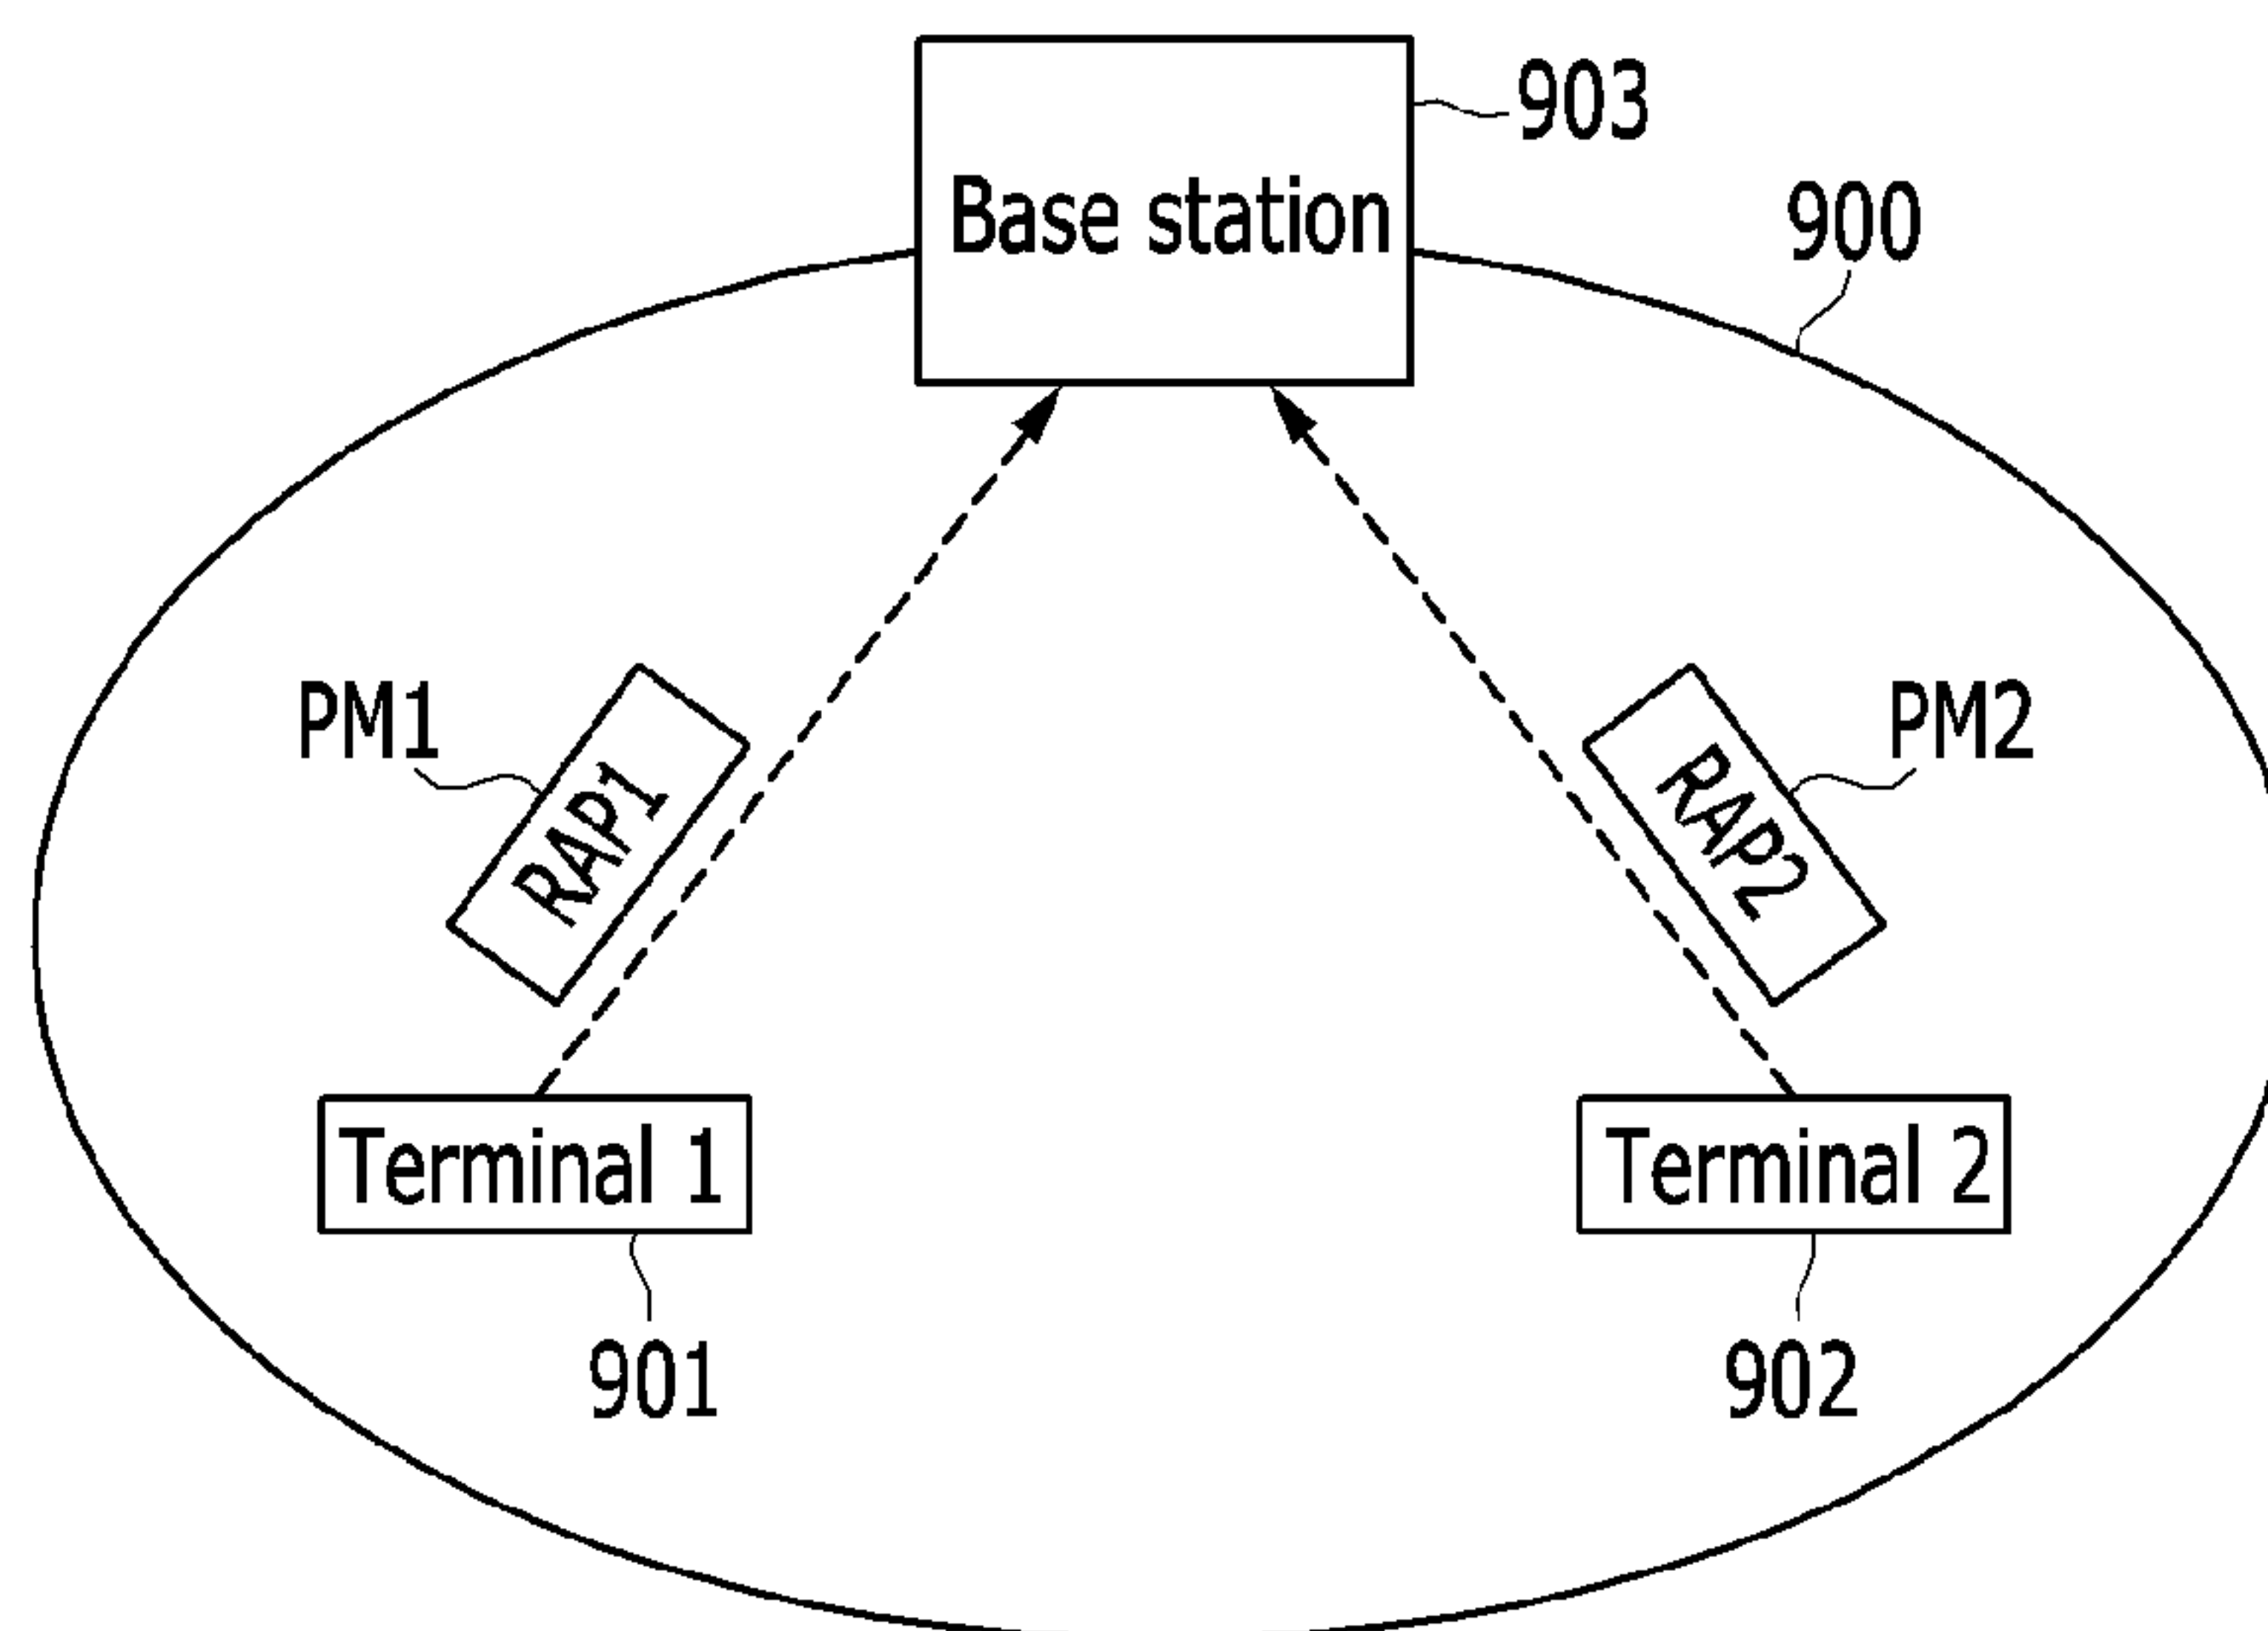 903
Base station
900
PM1
PM2
RAP1
RAP2
Terminal 1
Terminal 2
901
902